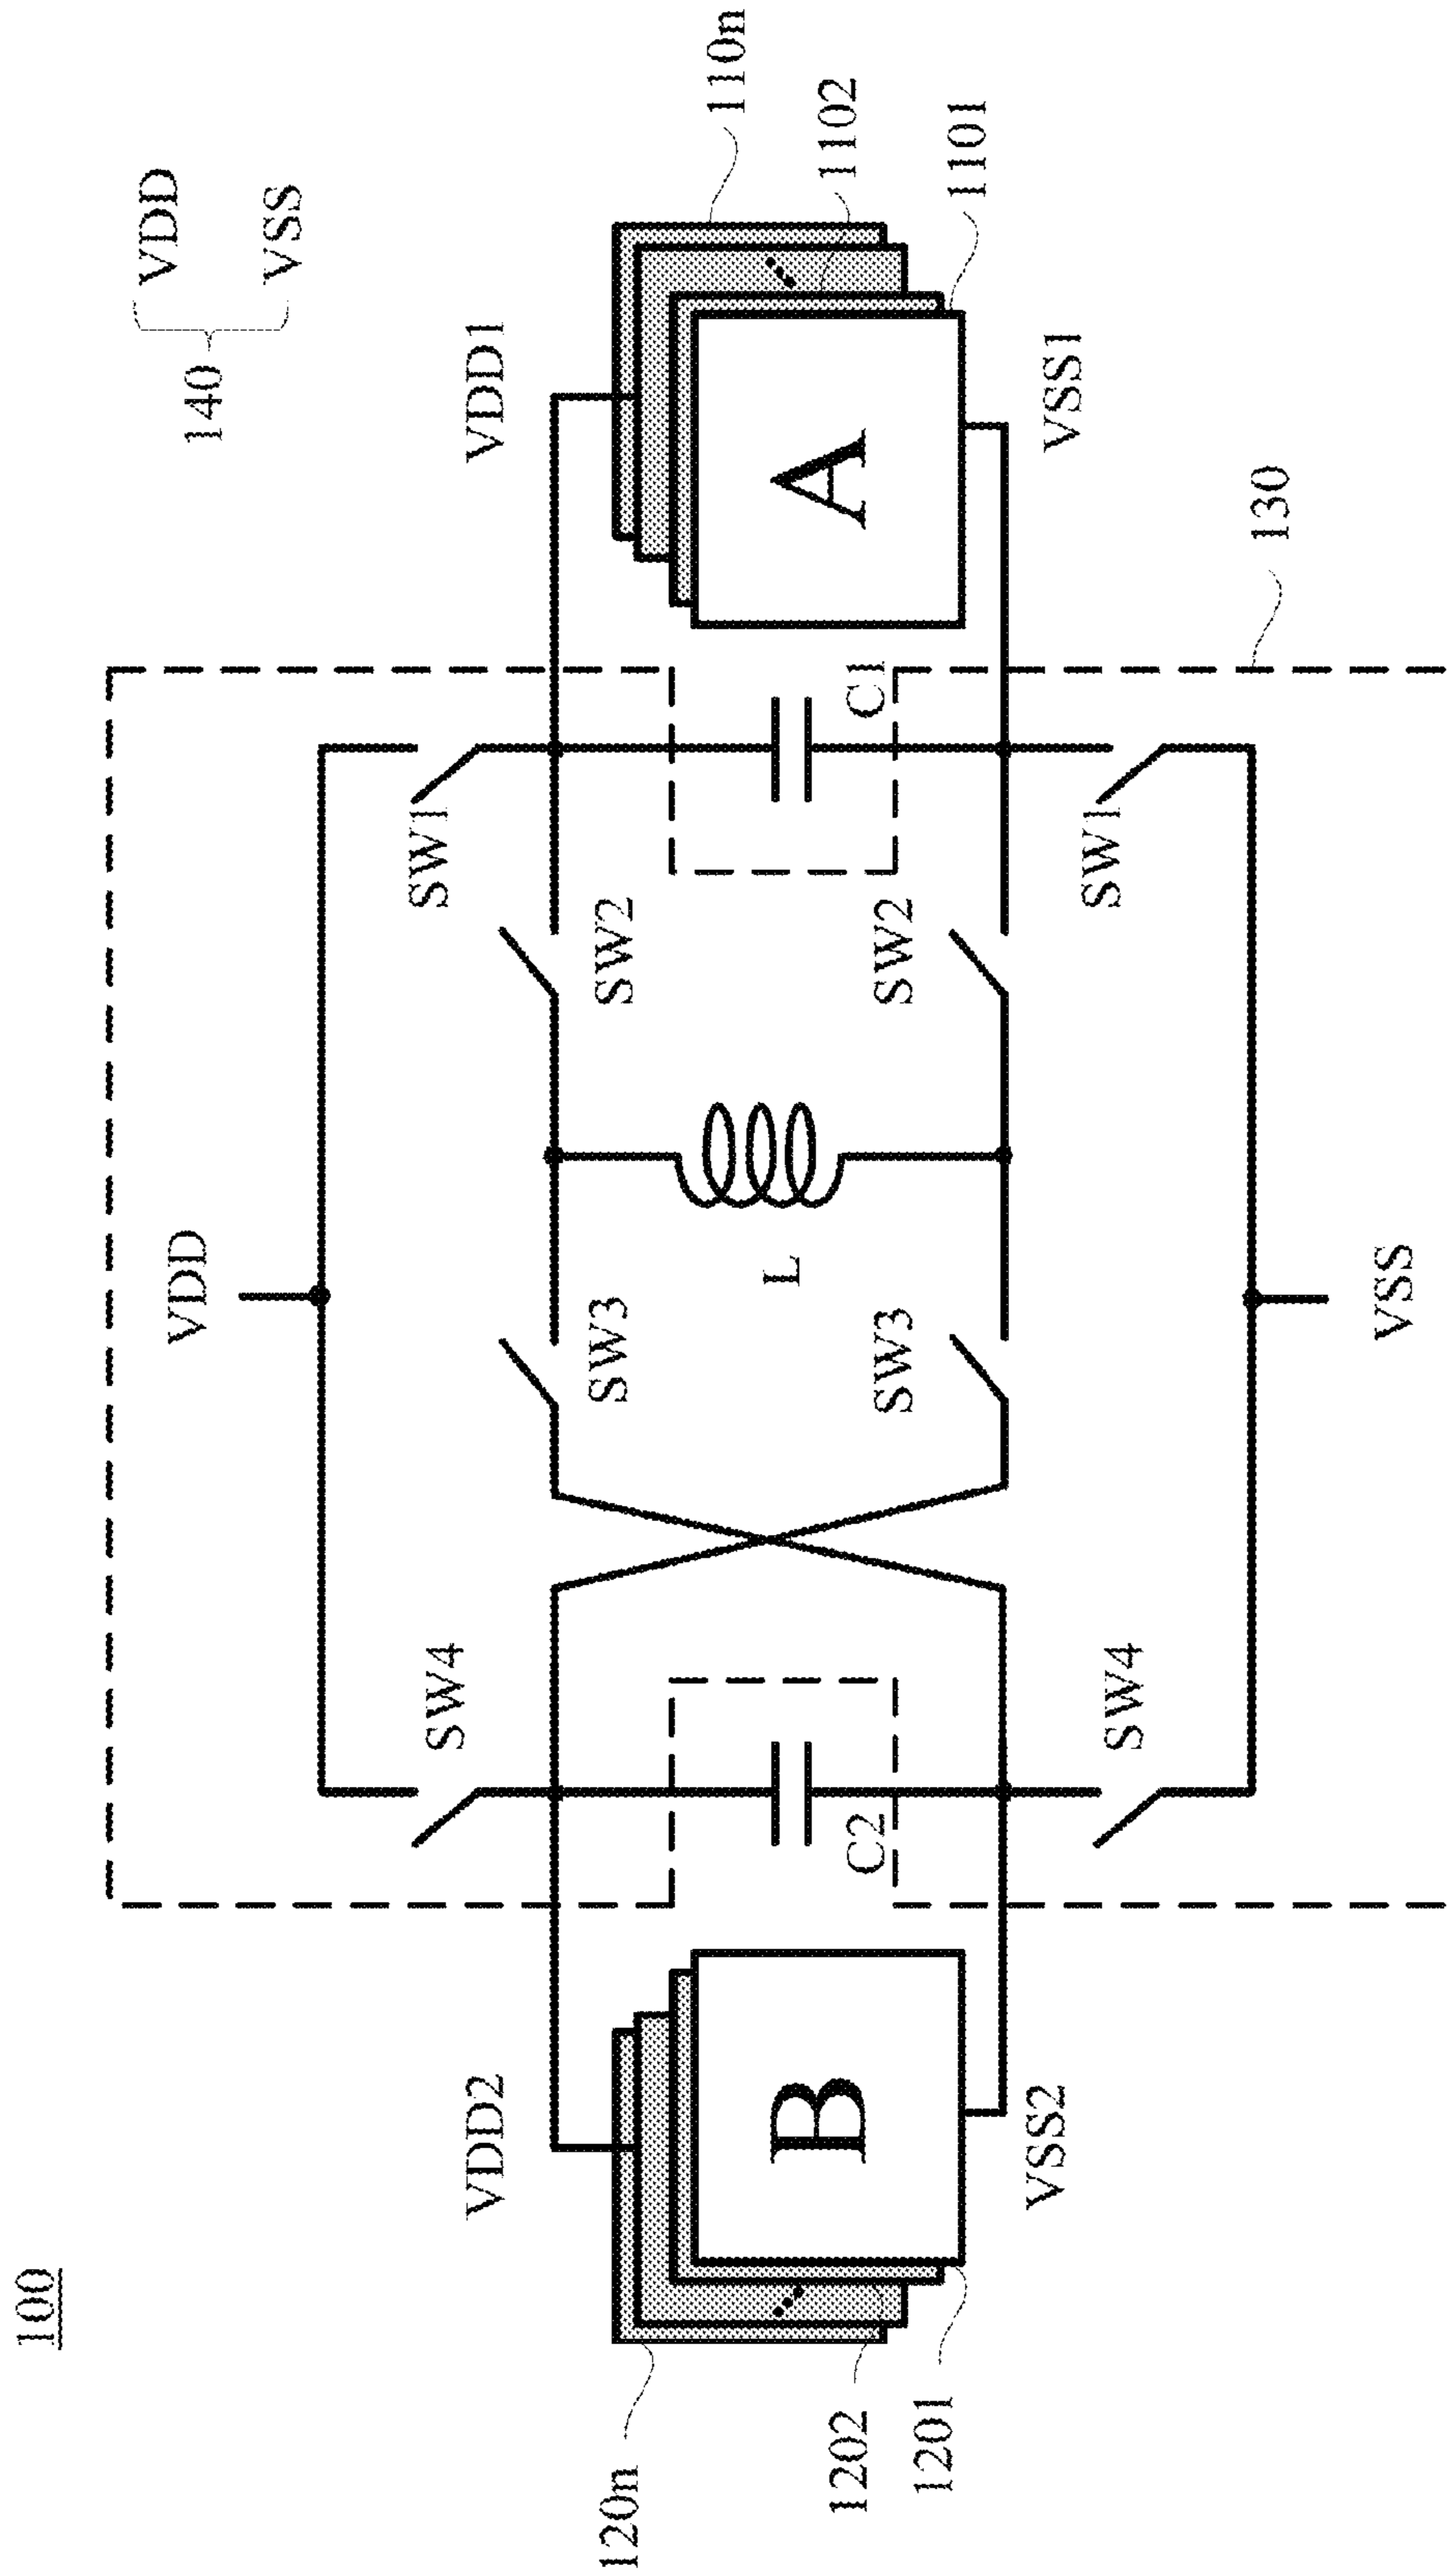 100
VDD
VDD
140
VSS
SW4
SW1
VDD2
VDD1
120n
SW3
SW2
110n
L
B
A
1202
C2
C1
1102
SW3
SW2
1201
1101
VSS2
VSS1
SW4
SW1
130
VSS